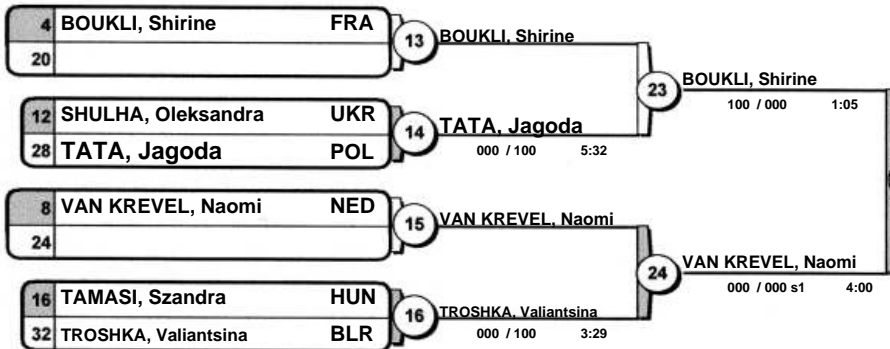 4 BOUKLI, Shirine FRA
20
13 BOUKLI, Shirine
12 SHULHA, Oleksandra UKR
28 TATA, Jagoda POL
14 TATA, Jagoda
000 / 100 5:32
23 BOUKLI, Shirine
100 / 000 1:05
8 VAN KREVEL, Naomi NED
24
15 VAN KREVEL, Naomi
16 TAMASI, Szandra HUN
32 TROSHKA, Valiantsina BLR
16 TROSHKA, Valiantsina
000 / 100 3:29
24 VAN KREVEL, Naomi
000 / 000 s1 4:00